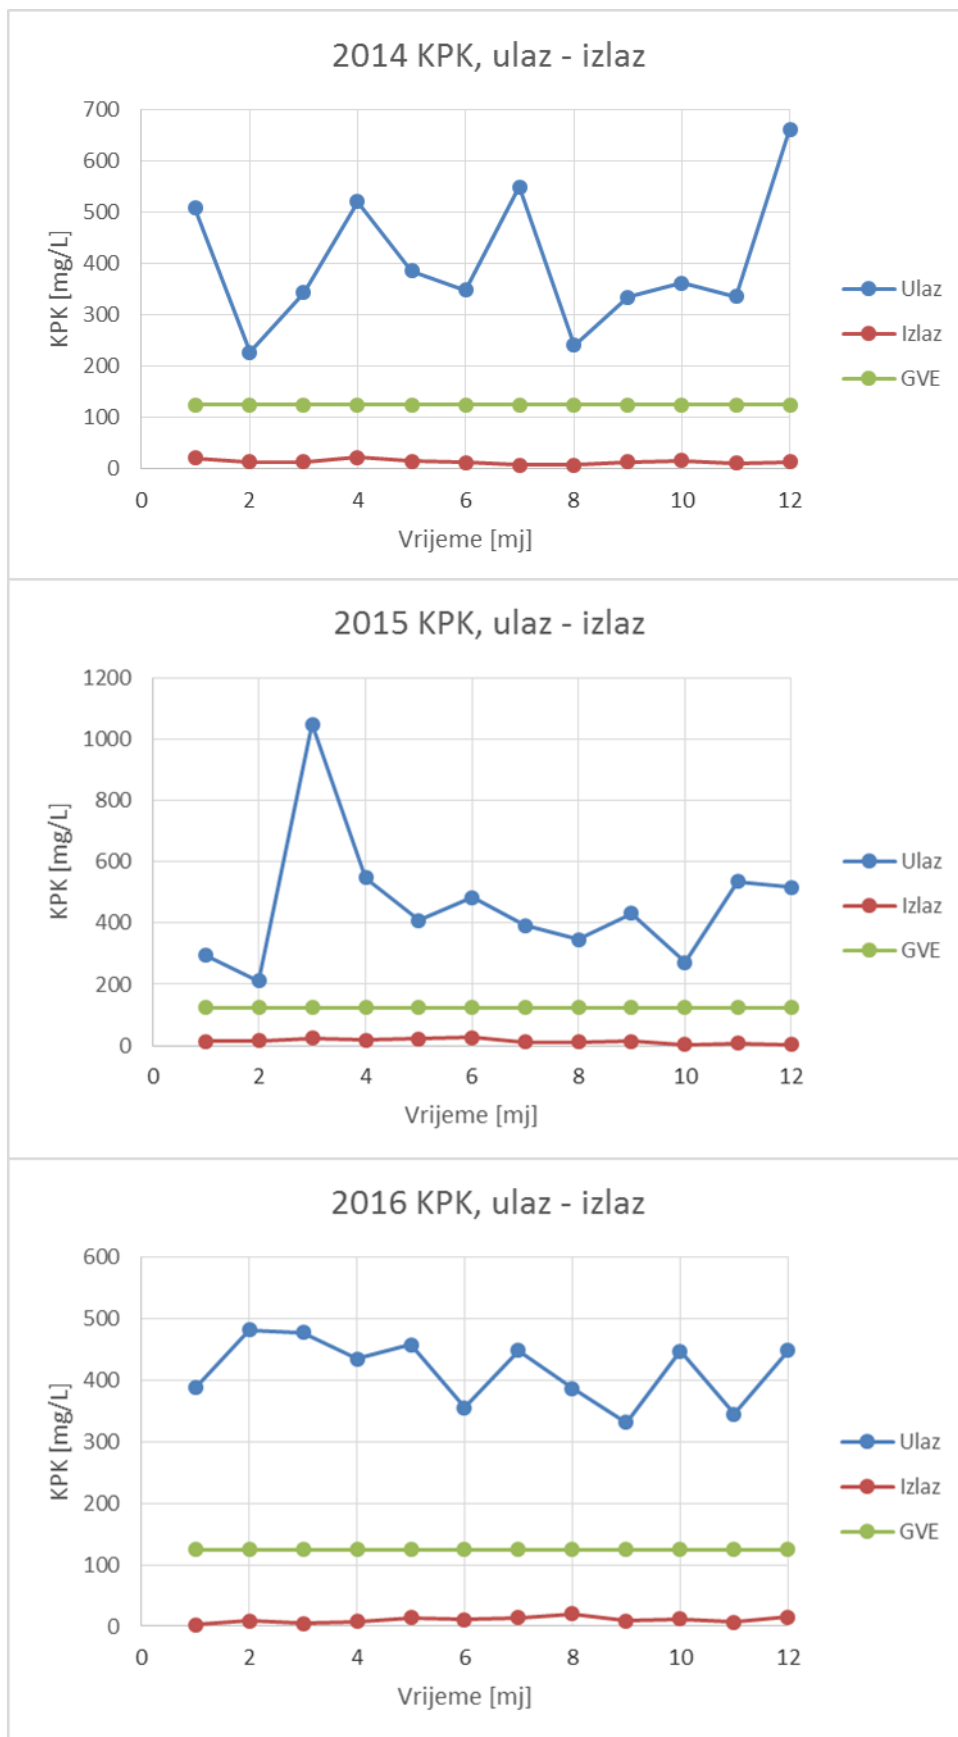 2014 KPK, ulaz - izlaz
700
600
500
400
300
200
100
0
KPK [mg/L]
0 2 4 6 8 10 12
Vrijeme [mj]
Ulaz
Izlaz
GVE
2015 KPK, ulaz - izlaz
1200
1000
800
600
400
200
0
KPK [mg/L]
0 2 4 6 8 10 12
Vrijeme [mj]
Ulaz
Izlaz
GVE
2016 KPK, ulaz - izlaz
600
500
400
300
200
100
0
KPK [mg/L]
0 2 4 6 8 10 12
Vrijeme [mj]
Ulaz
Izlaz
GVE